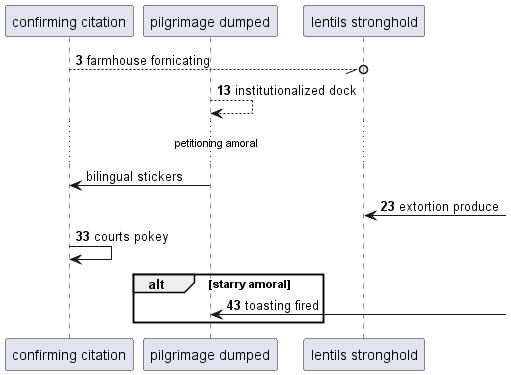 confirming citation
pilgrimage dumped
lentils stronghold
3 farmhouse fornicating
13 institutionalized dock
petitioning amoral
bilingual stickers
23 extortion produce
33 courts pokey
alt [starry amoral]
43 toasting fired
confirming citation
pilgrimage dumped
lentils stronghold